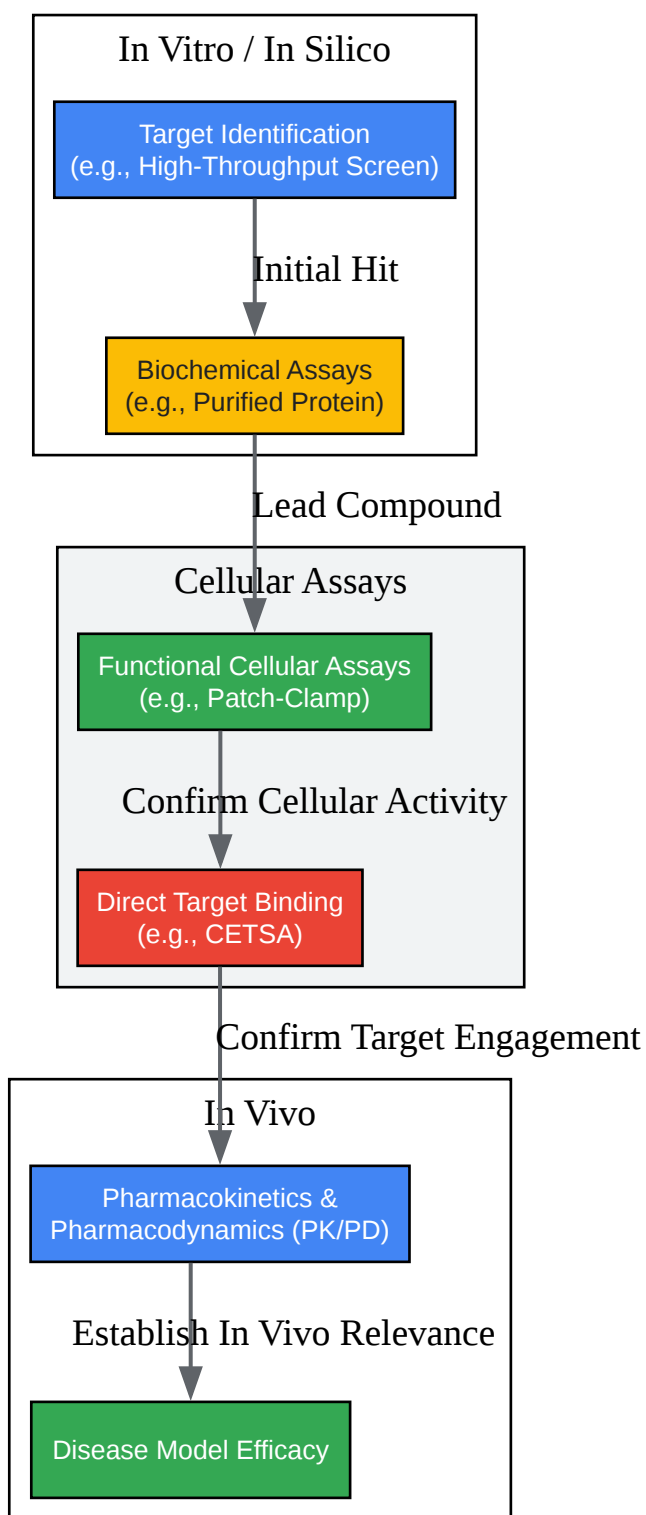 In Vitro / In Silico
Target Identification
(e.g., High-Throughput Screen)
Initial Hit
Biochemical Assays
(e.g., Purified Protein)
Lead Compound
Cellular Assays
Functional Cellular Assays
(e.g., Patch-Clamp)
Confirm Cellular Activity
Direct Target Binding
(e.g., CETSA)
Confirm Target Engagement
In Vivo
Pharmacokinetics &
Pharmacodynamics (PK/PD)
Establish In Vivo Relevance
Disease Model Efficacy